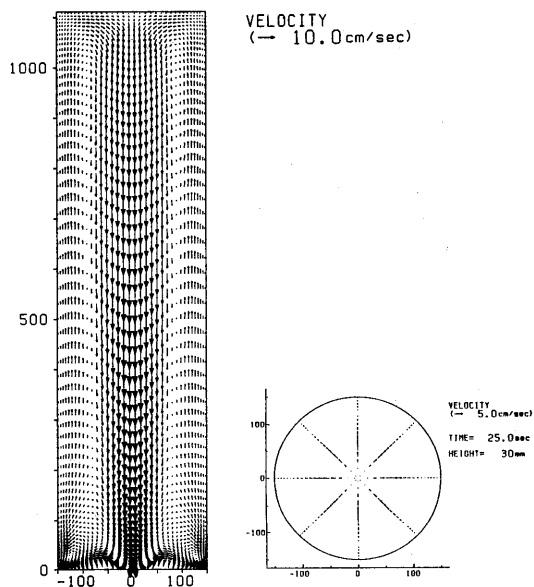 VELOCITY
(→ 10.0cm/sec)
1000
500
0
-100 0 100
VELOCITY
(→ 5.0cm/sec)
TIME= 25.0sec
HEIGHT= 30mm
100
0
-100
-100 0 100